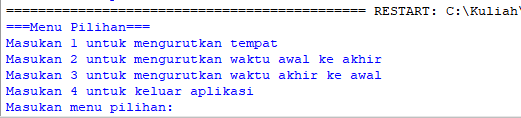 ================================================ RESTART: C:\Kuliah\
===Menu Pilihan===
Masukan 1 untuk mengurutkan tempat
Masukan 2 untuk mengurutkan waktu awal ke akhir
Masukan 3 untuk mengurutkan waktu akhir ke awal
Masukan 4 untuk keluar aplikasi
Masukan menu pilihan: